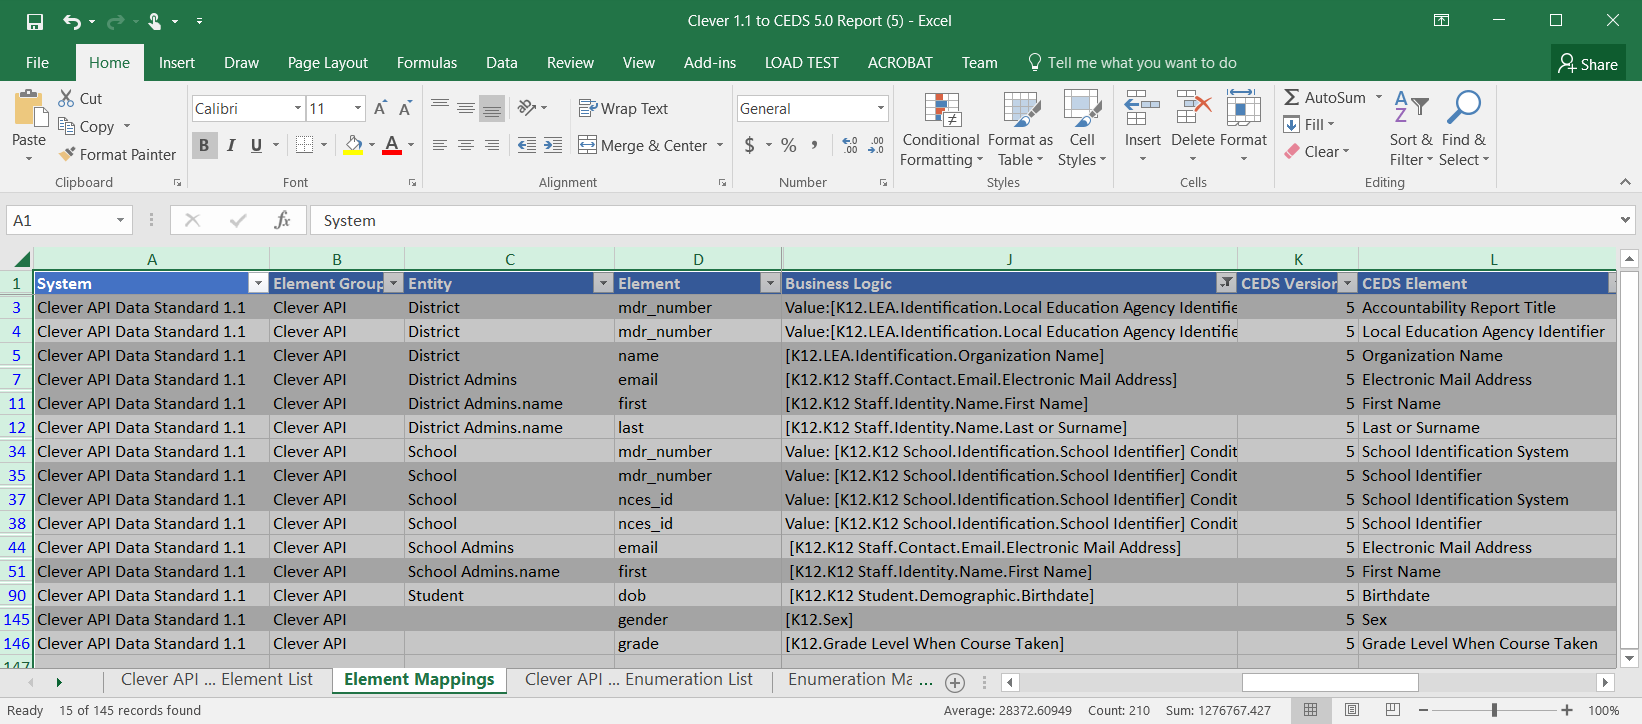 Clever 1.1 to CEDS 5.0 Report (5) - Excel
File Home Insert Draw Page Layout Formulas Data Review View Add-ins LOAD TEST ACROBAT Team Tell me what you want to do Share
Paste Cut Copy Format Painter Clipboard
Calibri 11 B I U A Font
Wrap Text Merge & Center Alignment
General $ % , Number
Conditional Formatting Format as Table Cell Styles Styles
Insert Delete Format Cells
AutoSum Fill Clear Sort & Filter Find & Select Editing
A1 fx System
A B C D J K L
1 System Element Group Entity Element Business Logic CEDS Version CEDS Element
3 Clever API Data Standard 1.1 Clever API District mdr_number Value:[K12.LEA.Identification.Local Education Agency Identifie 5 Accountability Report Title
4 Clever API Data Standard 1.1 Clever API District mdr_number Value:[K12.LEA.Identification.Local Education Agency Identifie 5 Local Education Agency Identifier
5 Clever API Data Standard 1.1 Clever API District name [K12.LEA.Identification.Organization Name] 5 Organization Name
7 Clever API Data Standard 1.1 Clever API District Admins email [K12.K12 Staff.Contact.Email.Electronic Mail Address] 5 Electronic Mail Address
11 Clever API Data Standard 1.1 Clever API District Admins.name first [K12.K12 Staff.Identity.Name.First Name] 5 First Name
12 Clever API Data Standard 1.1 Clever API District Admins.name last [K12.K12 Staff.Identity.Name.Last or Surname] 5 Last or Surname
34 Clever API Data Standard 1.1 Clever API School mdr_number Value: [K12.K12 School.Identification.School Identifier] Condit 5 School Identification System
35 Clever API Data Standard 1.1 Clever API School mdr_number Value: [K12.K12 School.Identification.School Identifier] Condit 5 School Identifier
37 Clever API Data Standard 1.1 Clever API School nces_id Value: [K12.K12 School.Identification.School Identifier] Condit 5 School Identification System
38 Clever API Data Standard 1.1 Clever API School nces_id Value: [K12.K12 School.Identification.School Identifier] Condit 5 School Identifier
44 Clever API Data Standard 1.1 Clever API School Admins email [K12.K12 Staff.Contact.Email.Electronic Mail Address] 5 Electronic Mail Address
51 Clever API Data Standard 1.1 Clever API School Admins.name first [K12.K12 Staff.Identity.Name.First Name] 5 First Name
90 Clever API Data Standard 1.1 Clever API Student dob [K12.K12 Student.Demographic.Birthdate] 5 Birthdate
145 Clever API Data Standard 1.1 Clever API gender [K12.Sex] 5 Sex
146 Clever API Data Standard 1.1 Clever API grade [K12.Grade Level When Course Taken] 5 Grade Level When Course Taken
147
Clever API ... Element List Element Mappings Clever API ... Enumeration List Enumeration Ma ...
Ready 15 of 145 records found Average: 28372.60949 Count: 210 Sum: 1276767.427 100%